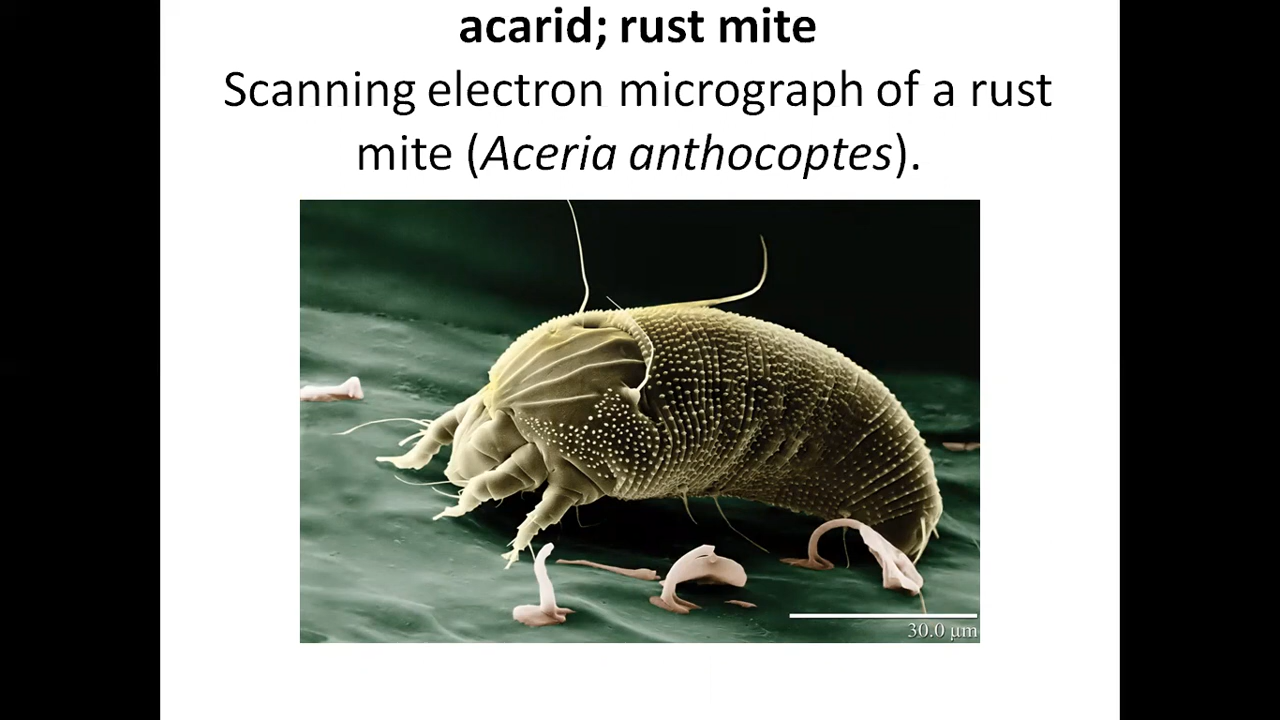 acarid; rust mite
Scanning electron micrograph of a rust
mite (Aceria anthocoptes).
30.0 µm